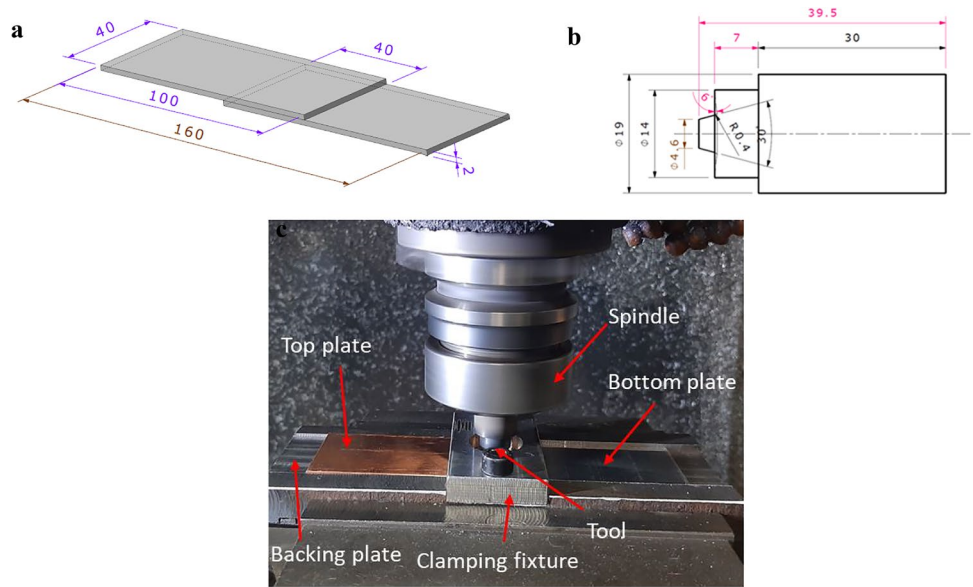 a
40
40
100
160
2
b
39.5
7
30
6°
R0.4
30°
Φ19
Φ14
Φ4,6
c
Spindle
Top plate
Bottom plate
Tool
Backing plate
Clamping fixture